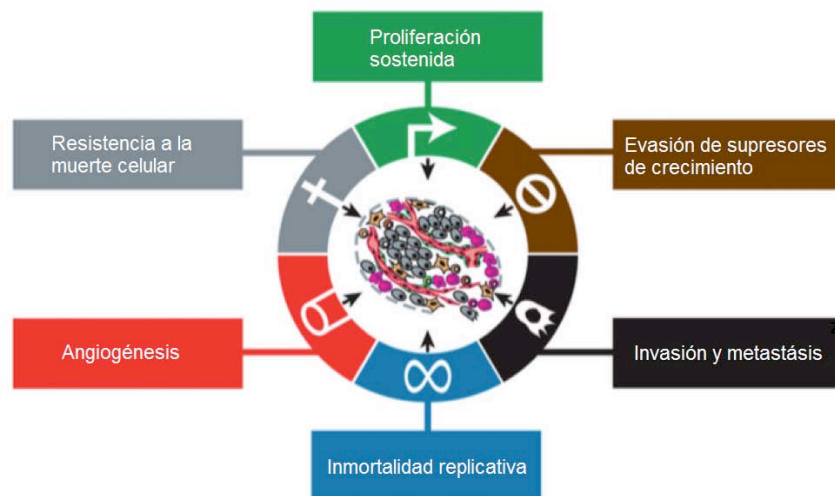 Proliferación
sostenida
Resistencia a la
muerte celular
Evasión de supresores
de crecimiento
Angiogénesis
Invasión y metastásis
Inmortalidad replicativa